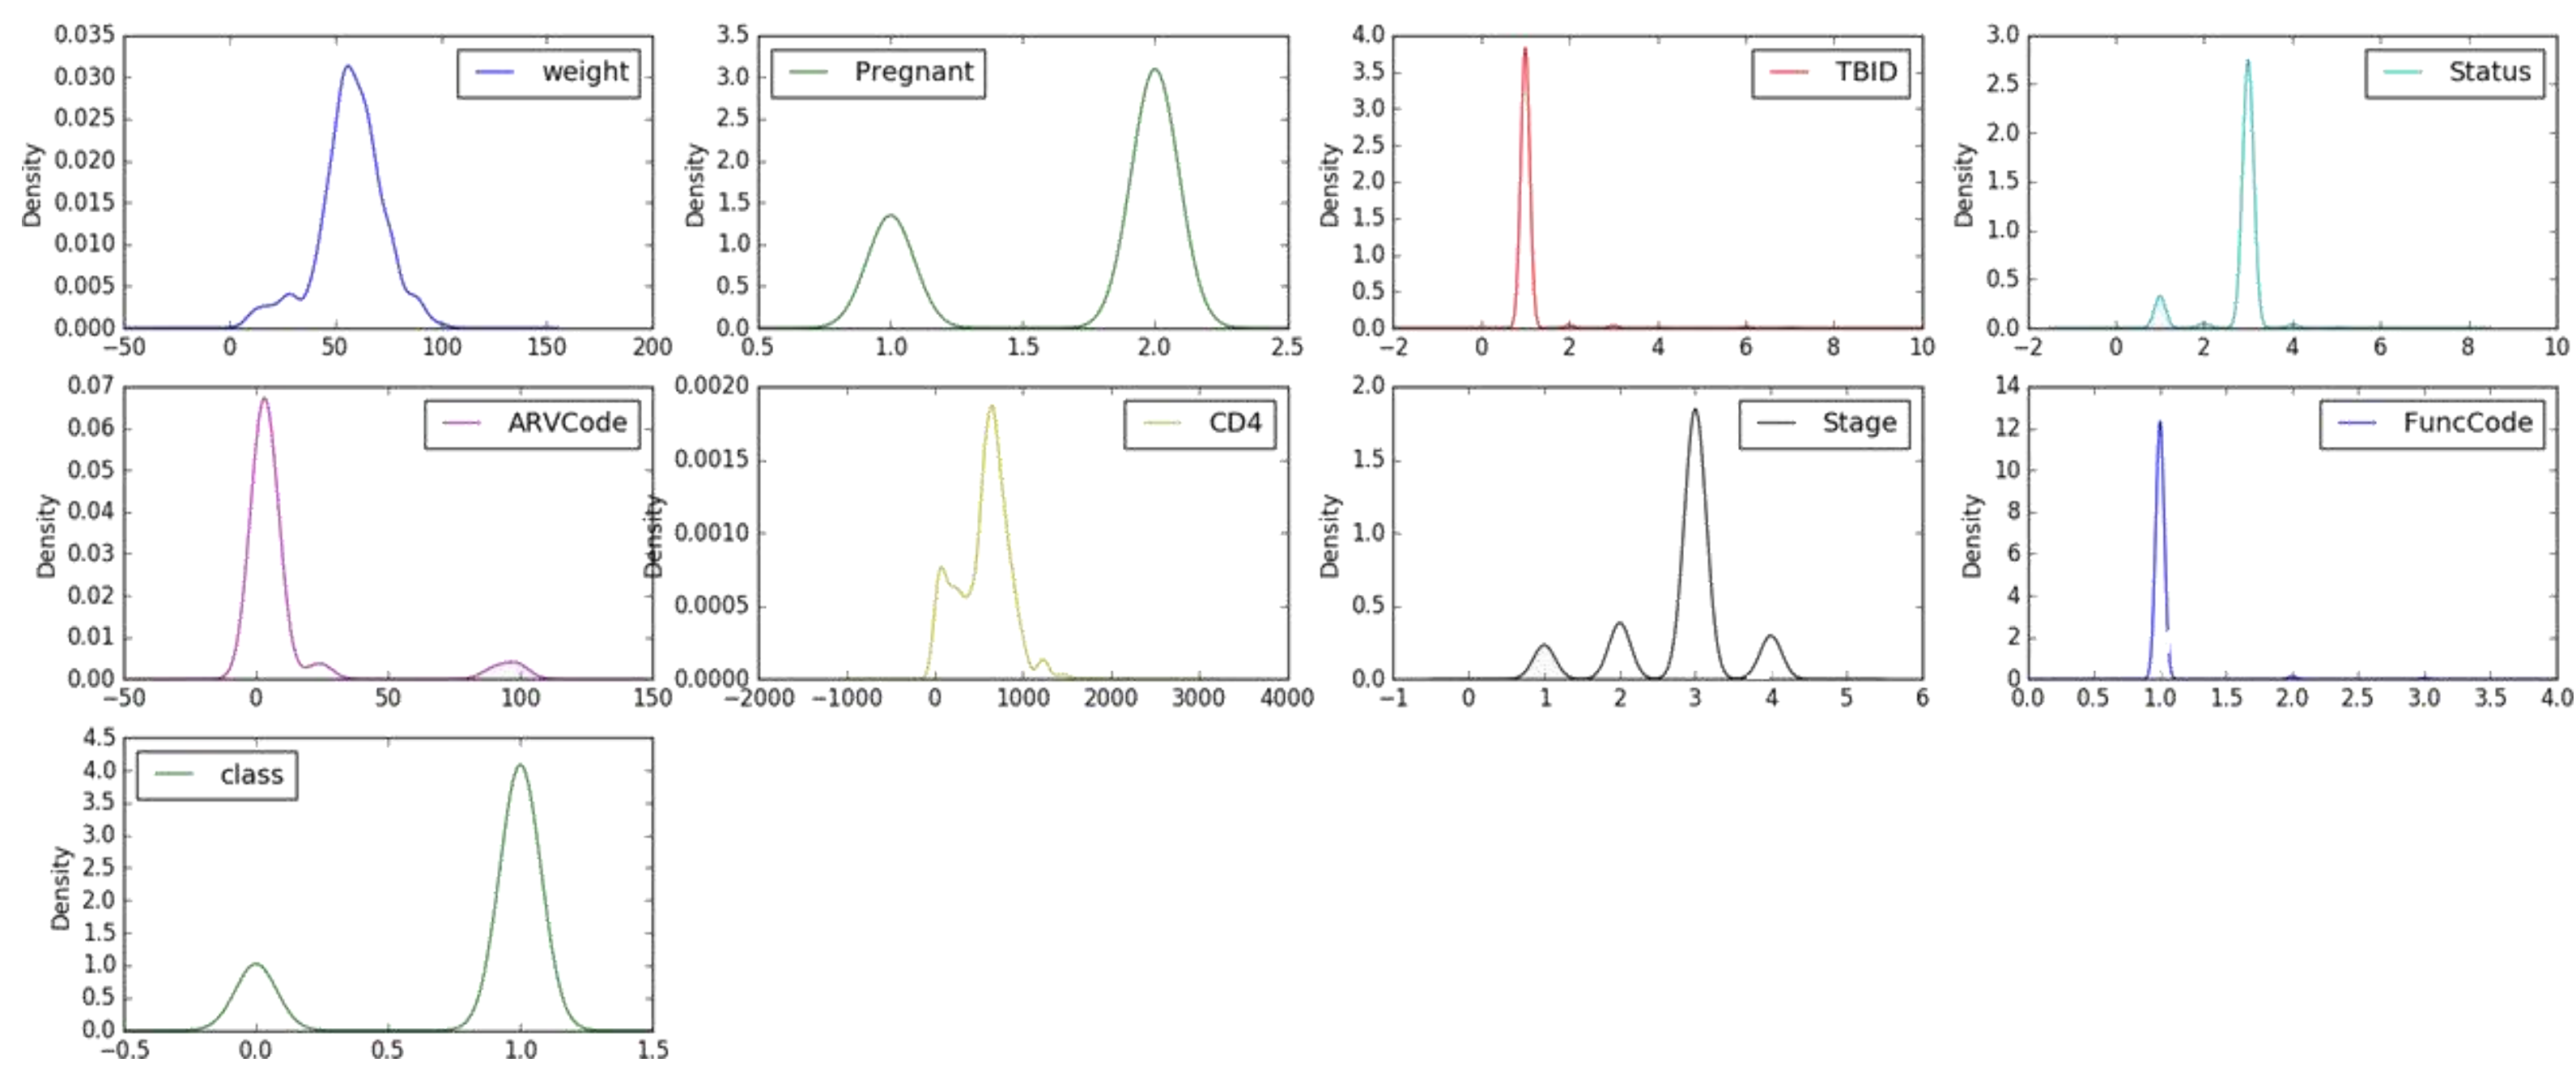 0.035
0.030
0.025
0.020
0.015
0.010
0.005
0.000
Density
weight
−50 0 50 100 150 200
3.5
3.0
2.5
2.0
1.5
1.0
0.5
0.0
Density
Pregnant
0.5 1.0 1.5 2.0 2.5
4.0
3.5
3.0
2.5
2.0
1.5
1.0
0.5
0.0
Density
TBID
−2 0 2 4 6 8 10
3.0
2.5
2.0
1.5
1.0
0.5
0.0
Density
Status
−2 0 2 4 6 8 10
0.07
0.06
0.05
0.04
0.03
0.02
0.01
0.00
Density
ARVCode
−50 0 50 100 150
0.0020
0.0015
0.0010
0.0005
0.0000
Density
CD4
−2000 −1000 0 1000 2000 3000 4000
2.0
1.5
1.0
0.5
0.0
Density
Stage
−1 0 1 2 3 4 5 6
14
12
10
8
6
4
2
0
Density
FuncCode
0.0 0.5 1.0 1.5 2.0 2.5 3.0 3.5 4.0
4.5
4.0
3.5
3.0
2.5
2.0
1.5
1.0
0.5
0.0
Density
class
−0.5 0.0 0.5 1.0 1.5